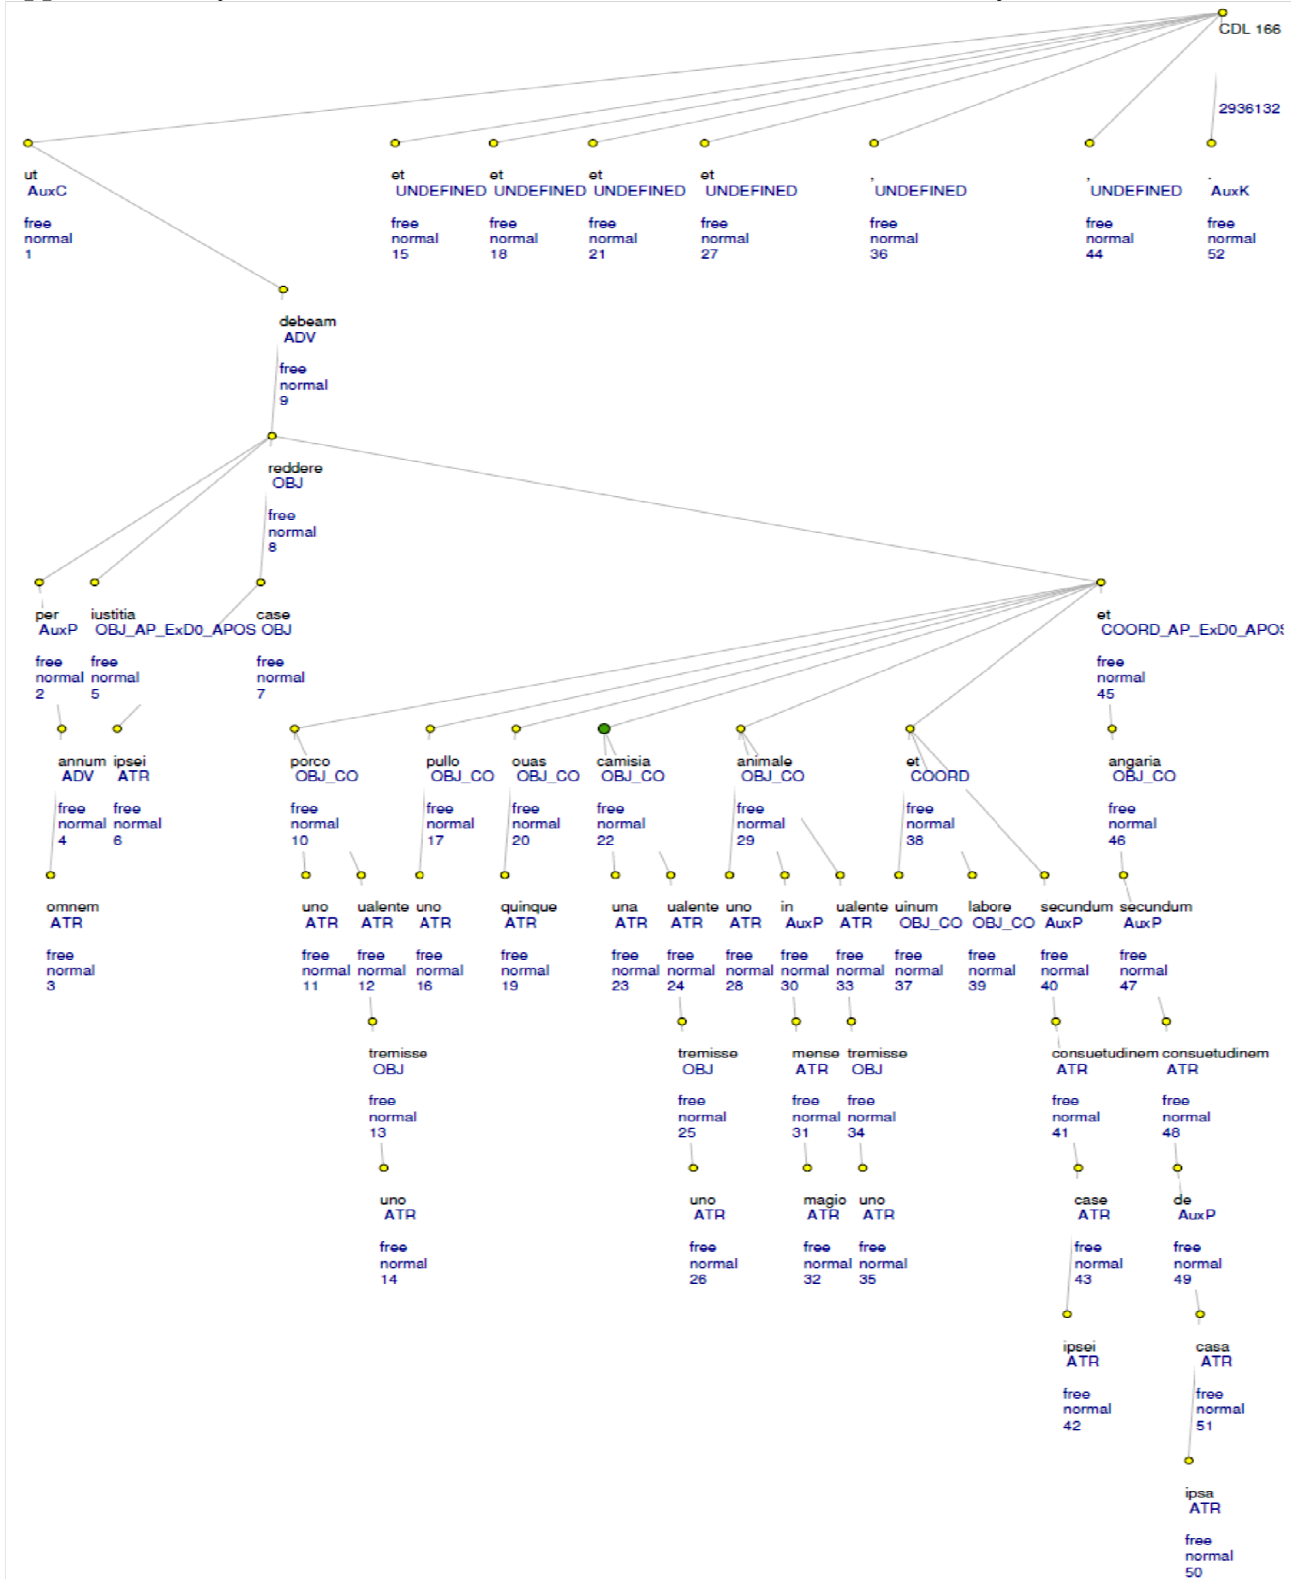 CDL 166
2936132
ut et et et et , , .
AuxC UNDEFINED UNDEFINED UNDEFINED UNDEFINED UNDEFINED UNDEFINED AuxK
free free free free free free free free
normal normal normal normal normal normal normal normal
1 15 18 21 27 36 44 52
debeam
ADV
free
normal
9
reddere
OBJ
free
normal
8
per iustitia case et
AuxP OBJ_AP_ExD0_APOS OBJ COORD_AP_ExD0_APOS
free free free free
normal normal normal normal
2 5 7 45
annum ipsei porco pullo ouas camisia animale et angaria
ADV ATR OBJ_CO OBJ_CO OBJ_CO OBJ_CO OBJ_CO COORD OBJ_CO
free free free free free free free free free
normal normal normal normal normal normal normal normal normal
4 6 10 17 20 22 29 38 46
omnem uno ualente uno quinque una ualente uno in ualente uinum labore secundum secundum
ATR ATR ATR ATR ATR ATR ATR ATR AuxP ATR OBJ_CO OBJ_CO AuxP AuxP
free free free free free free free free free free free free free free
normal normal normal normal normal normal normal normal normal normal normal normal normal normal
3 11 12 16 19 23 24 28 30 33 37 39 40 47
tremisse tremisse mense tremisse consuetudinem consuetudinem
OBJ OBJ ATR OBJ ATR ATR
free free free free free free
normal normal normal normal normal normal
13 25 31 34 41 48
uno uno magio uno case de
ATR ATR ATR ATR ATR AuxP
free free free free free free
normal normal normal normal normal normal
14 26 32 35 43 49
ipsei casa
ATR ATR
free free
normal normal
42 51
ipsa
ATR
free
normal
50